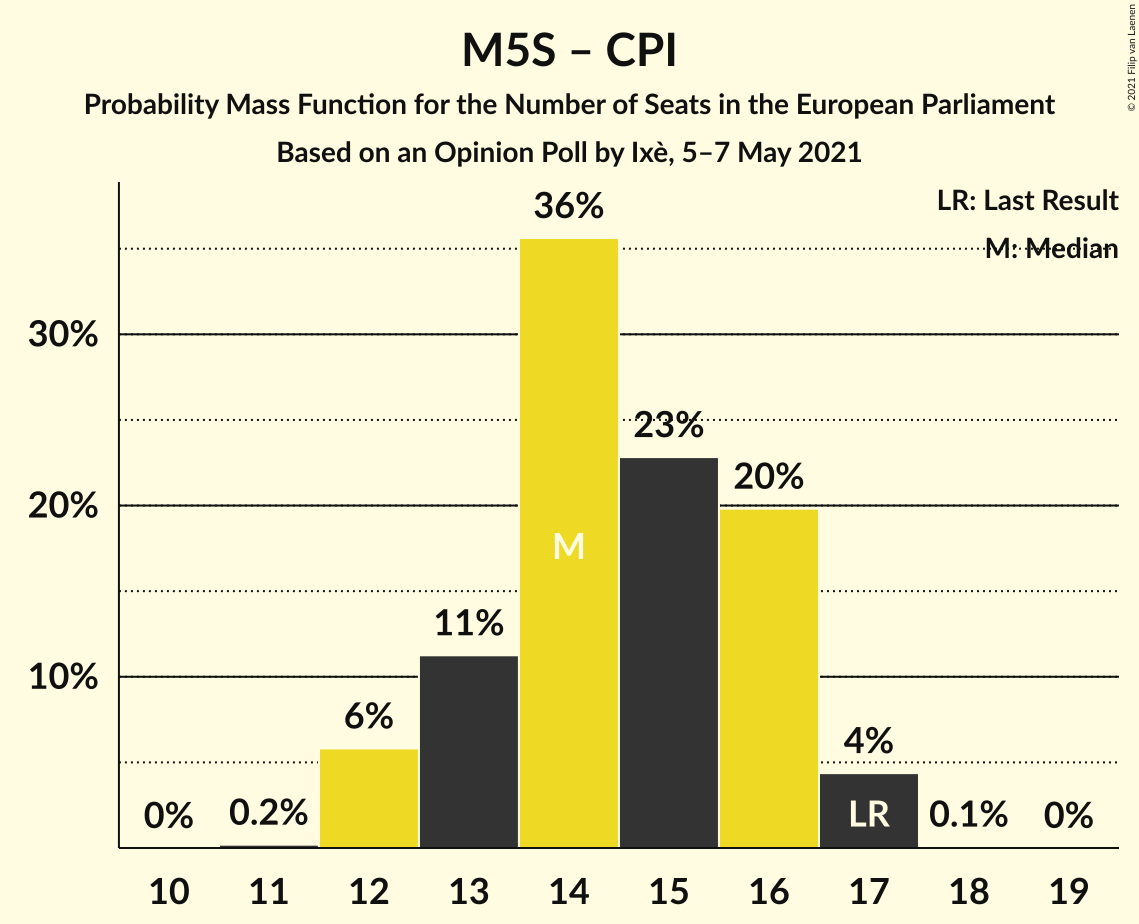 M5S – CPI
Probability Mass Function for the Number of Seats in the European Parliament
Based on an Opinion Poll by Ixè, 5–7 May 2021
© 2021 Filip van Laenen
LR: Last Result
M: Median
36%
30%
23%
20%
20%
M
11%
10%
6%
4%
0%
0.2%
LR
0.1%
0%
10 11 12 13 14 15 16 17 18 19